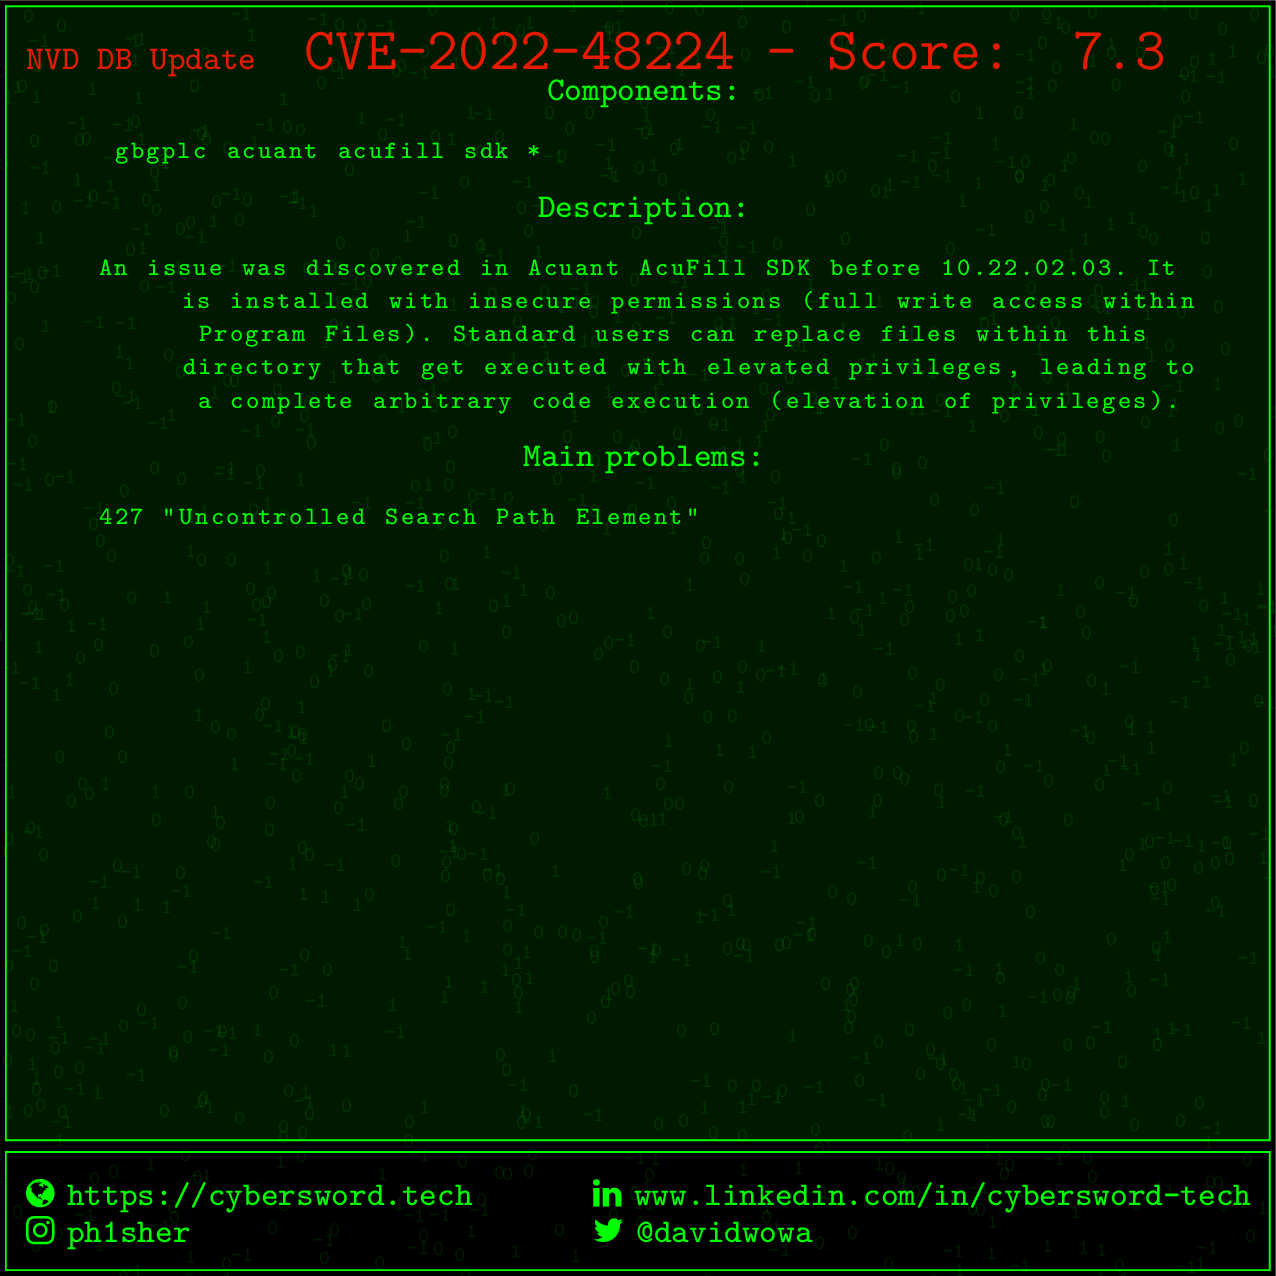 NVD DB Update CVE-2022-48224 - Score: 7.3
Components:
gbgplc acuant acufill sdk *
Description:
An issue was discovered in Acuant AcuFill SDK before 10.22.02.03. It
is installed with insecure permissions (full write access within
Program Files). Standard users can replace files within this
directory that get executed with elevated privileges, leading to
a complete arbitrary code execution (elevation of privileges).
Main problems:
427 "Uncontrolled Search Path Element"
https://cybersword.tech
www.linkedin.com/in/cybersword-tech
ph1sher
@davidwowa